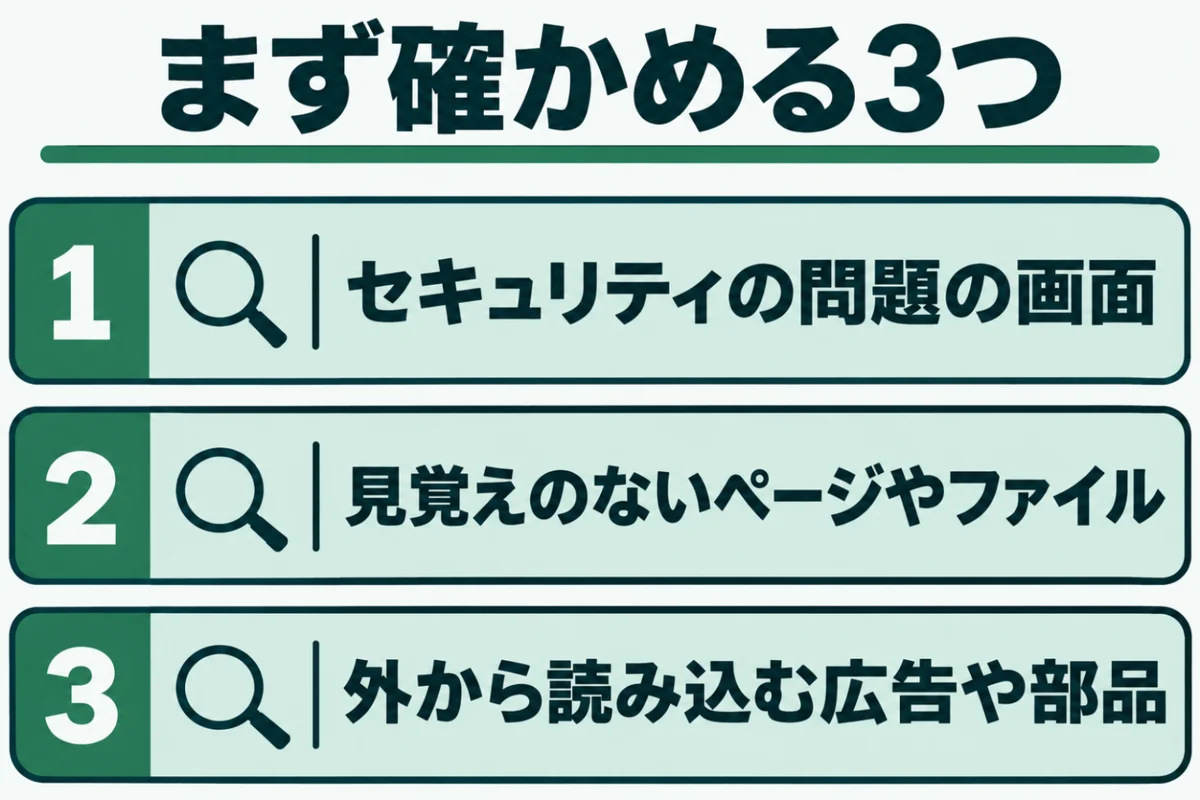 まず確かめる3つ
1 セキュリティの問題の画面
2 見覚えのないページやファイル
3 外から読み込む広告や部品